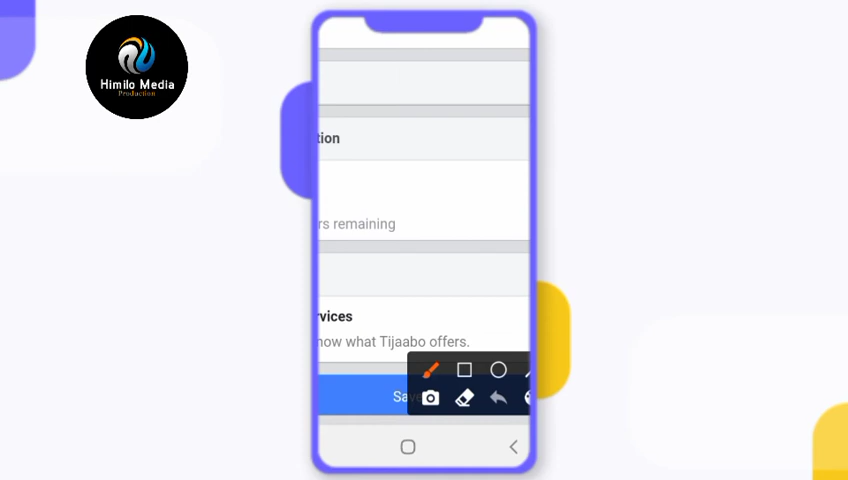 Himilo Media
Production
tion
rs remaining
rvices
now what Tijaabo offers.
Sav